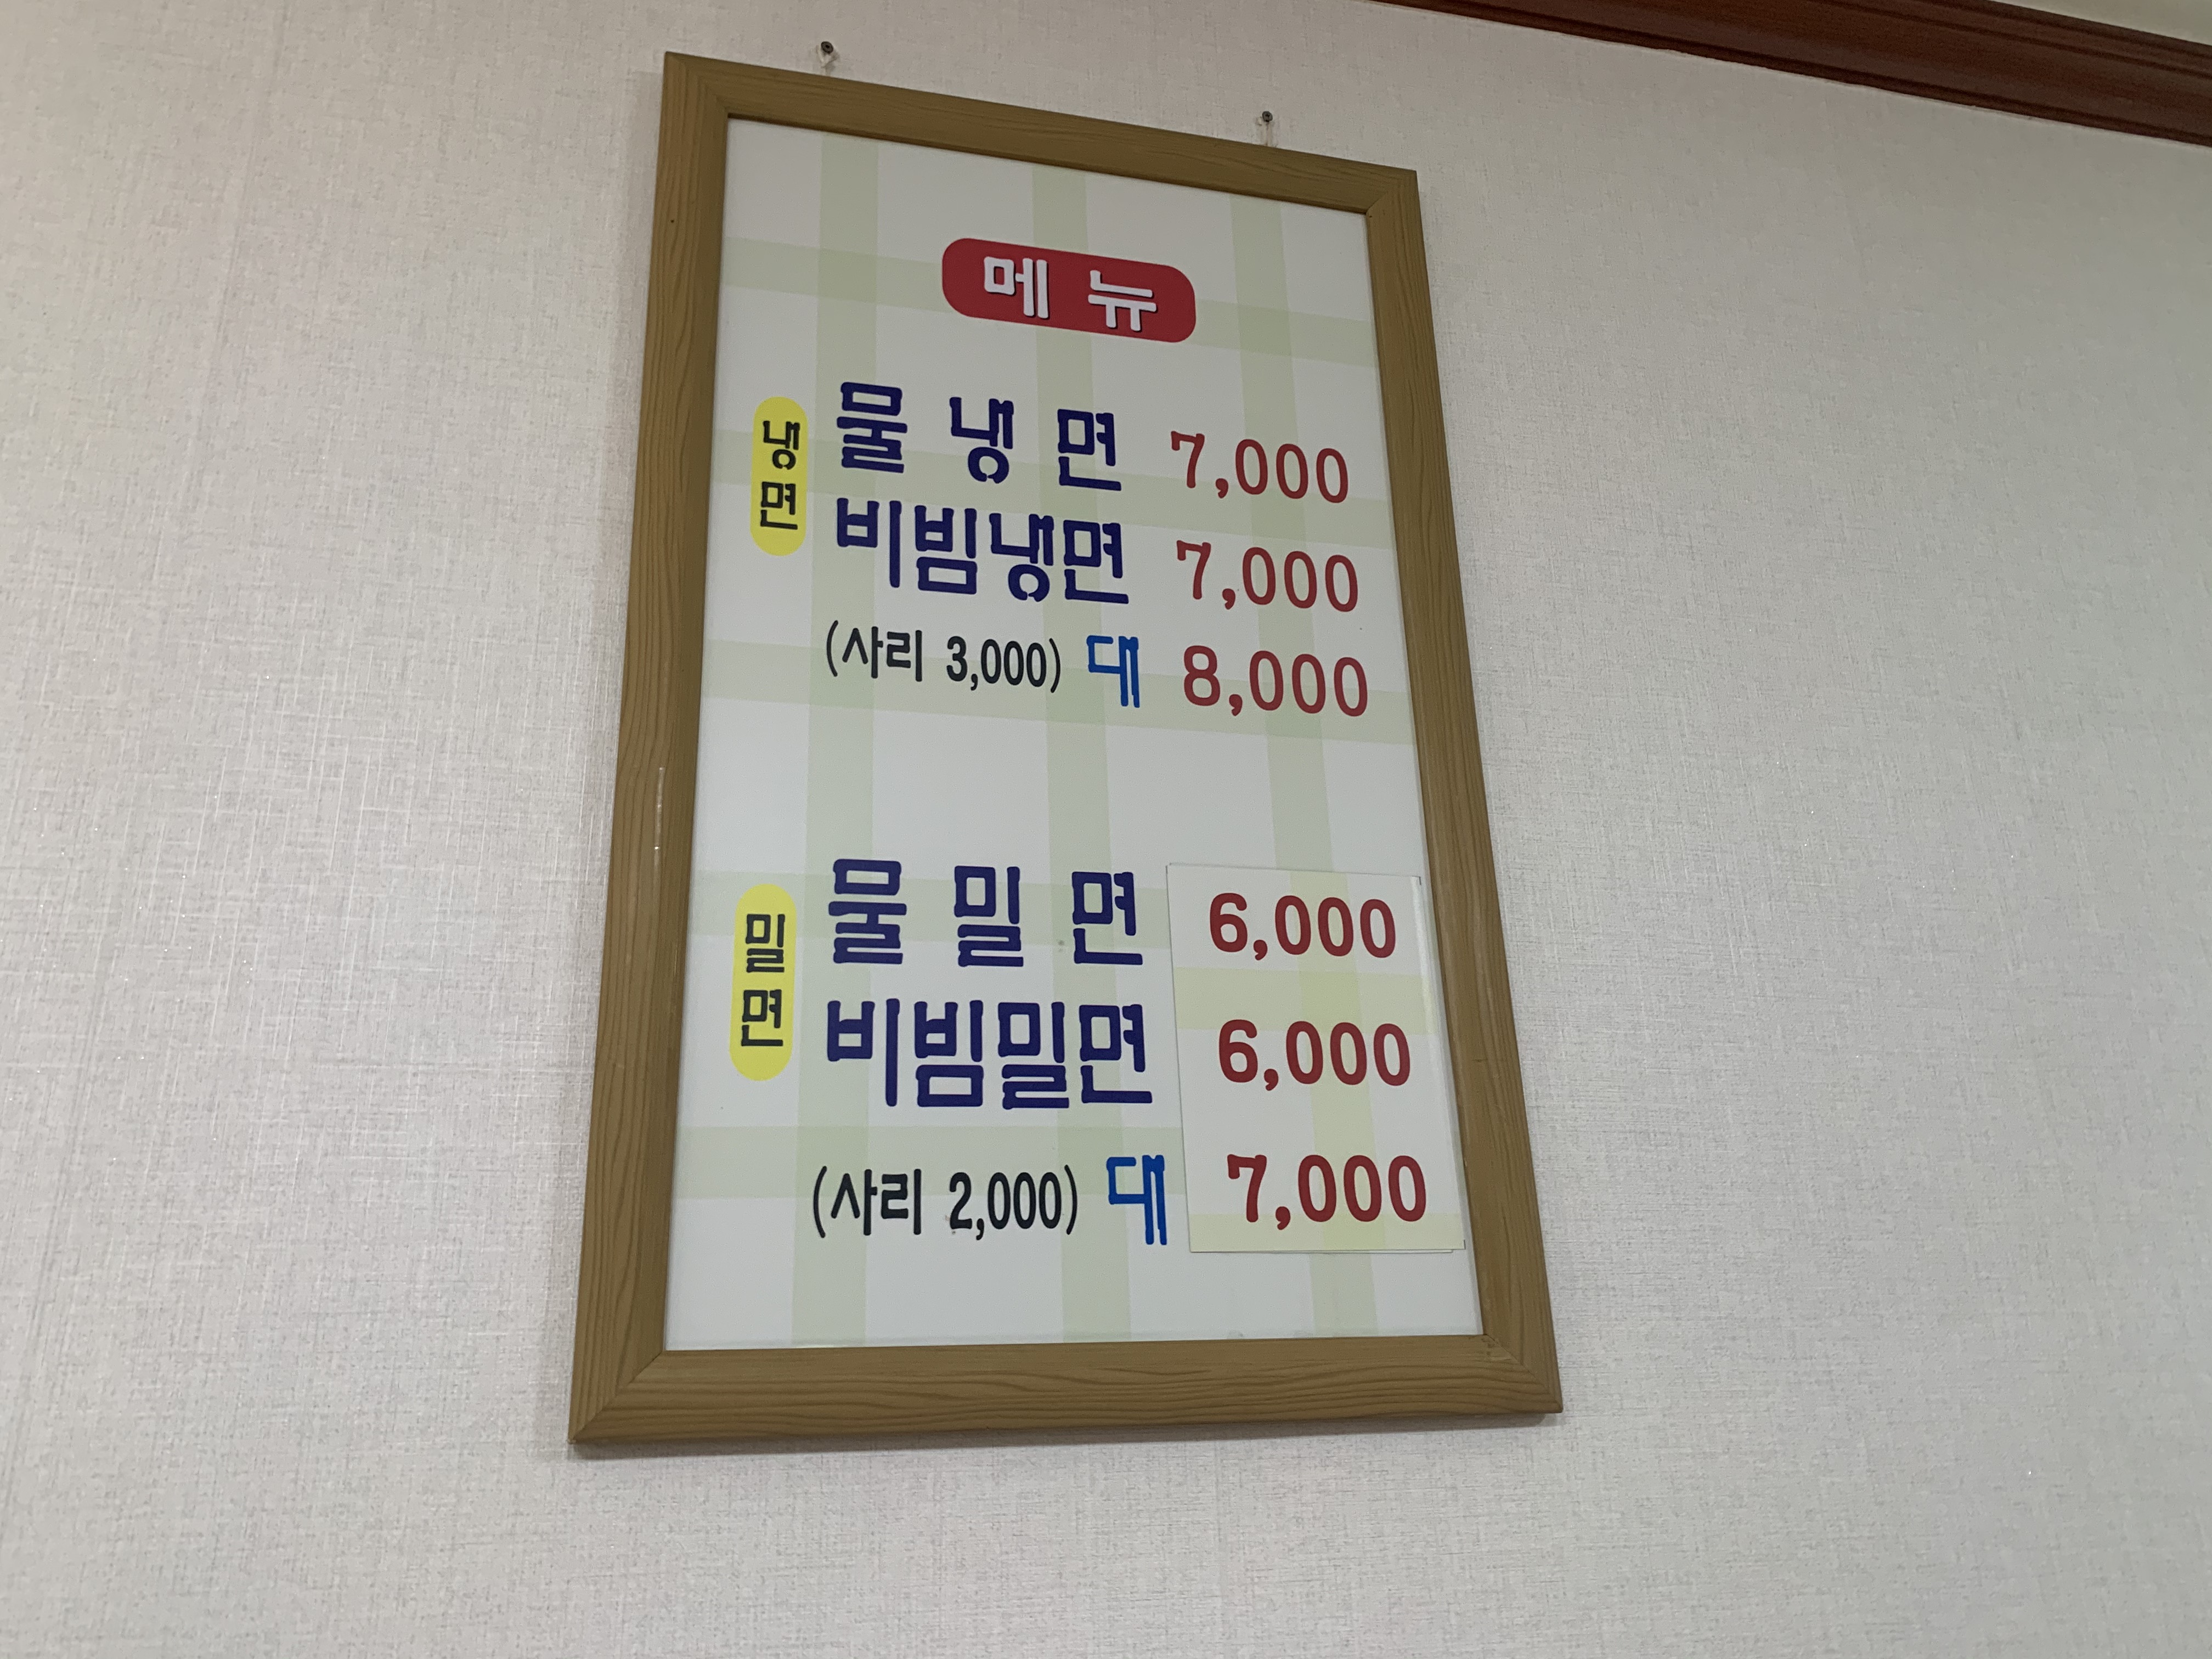 메뉴
냉면
물냉면 7,000
비빔냉면 7,000
(사리 3,000) 대 8,000
밀면
물밀면 6,000
비빔밀면 6,000
(사리 2,000) 대 7,000